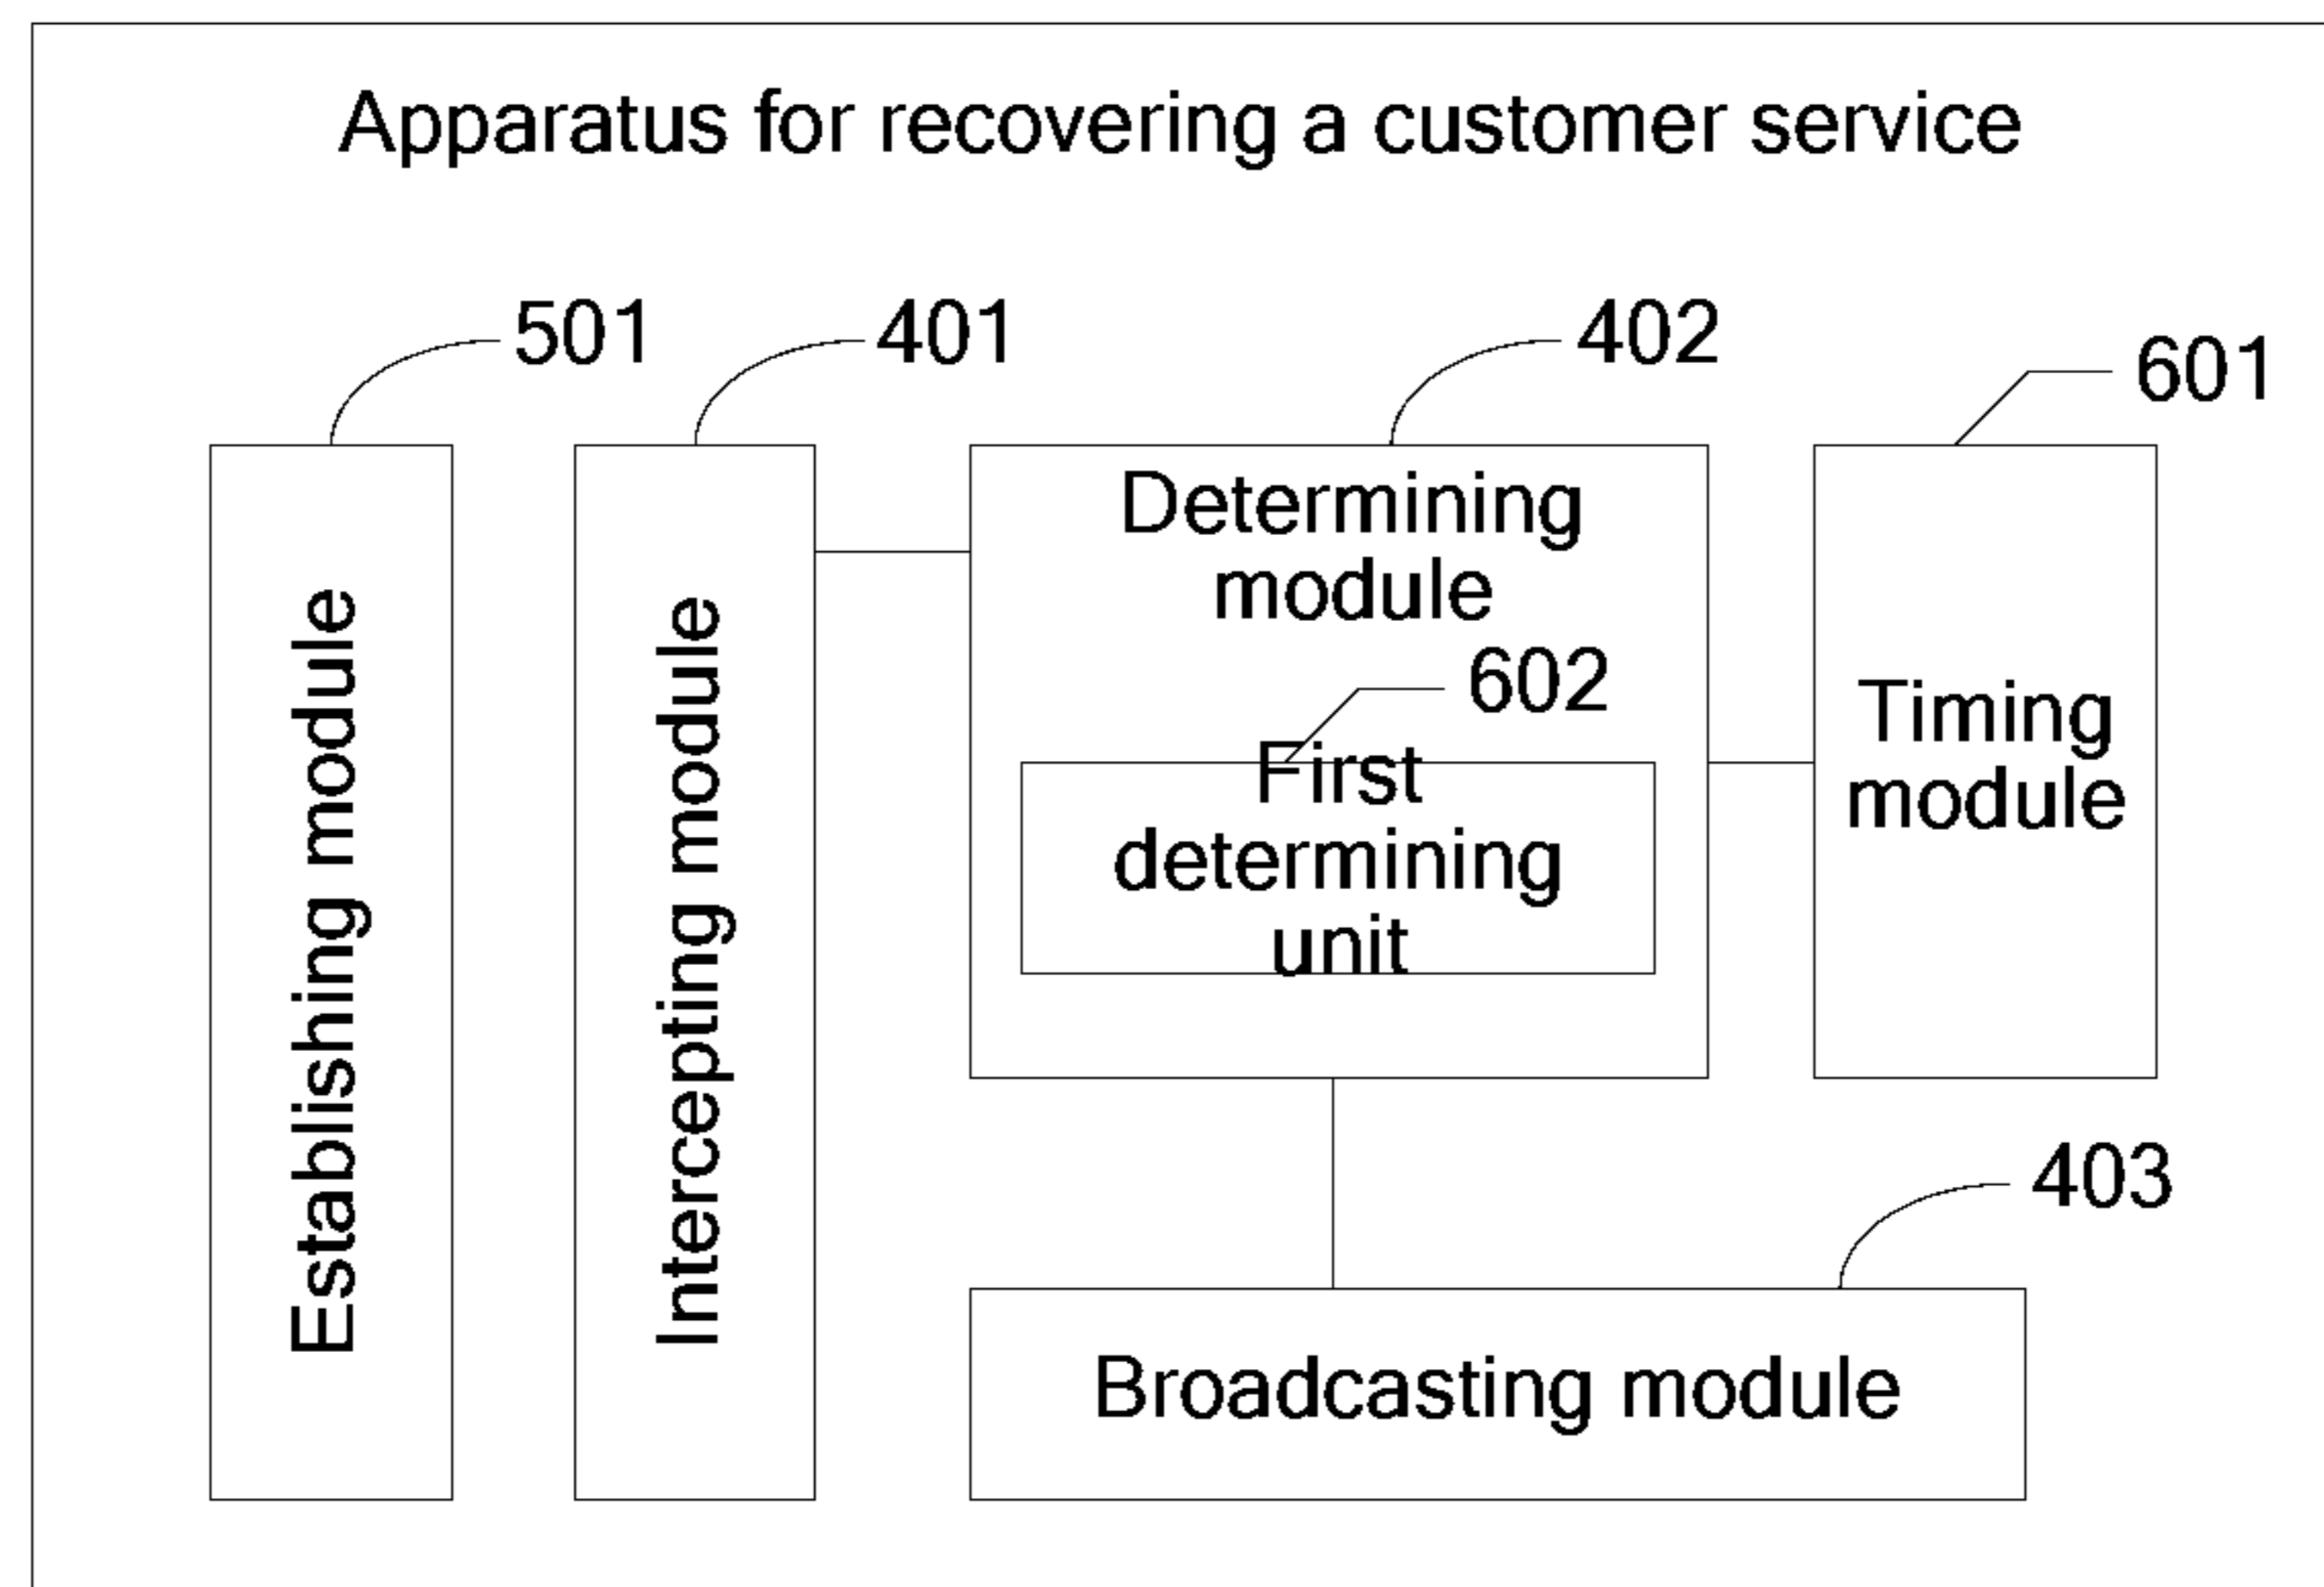 Apparatus for recovering a customer service
501
401
402
601
Establishing module
Intercepting module
Determining
module
602
First
determining
unit
Timing
module
403
Broadcasting module